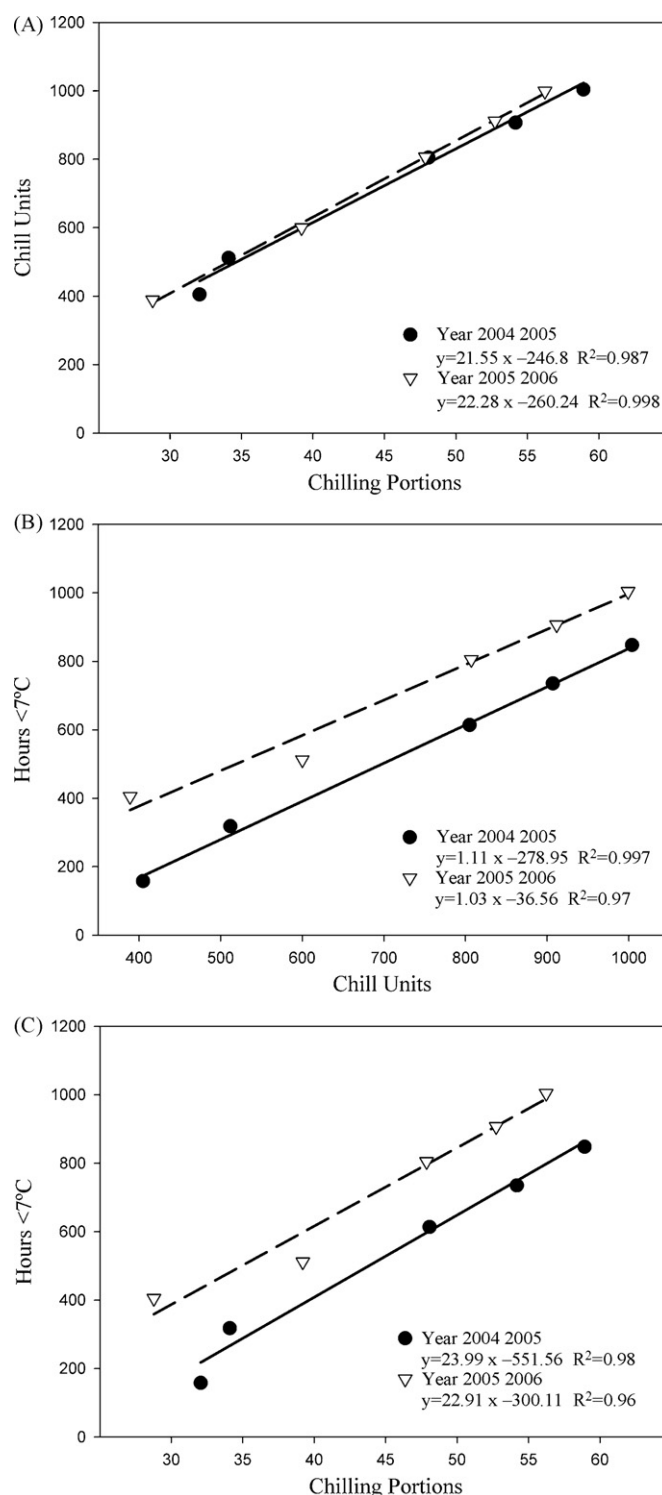 (A)
1200
1000
800
600
400
200
0
Chill Units
Year 2004 2005
y=21.55 x –246.8 R²=0.987
Year 2005 2006
y=22.28 x –260.24 R²=0.998
30 35 40 45 50 55 60
Chilling Portions
(B)
1200
1000
800
600
400
200
0
Hours <7ºC
Year 2004 2005
y=1.11 x –278.95 R²=0.997
Year 2005 2006
y=1.03 x –36.56 R²=0.97
400 500 600 700 800 900 1000
Chill Units
(C)
1200
1000
800
600
400
200
0
Hours <7ºC
Year 2004 2005
y=23.99 x –551.56 R²=0.98
Year 2005 2006
y=22.91 x –300.11 R²=0.96
30 35 40 45 50 55 60
Chilling Portions